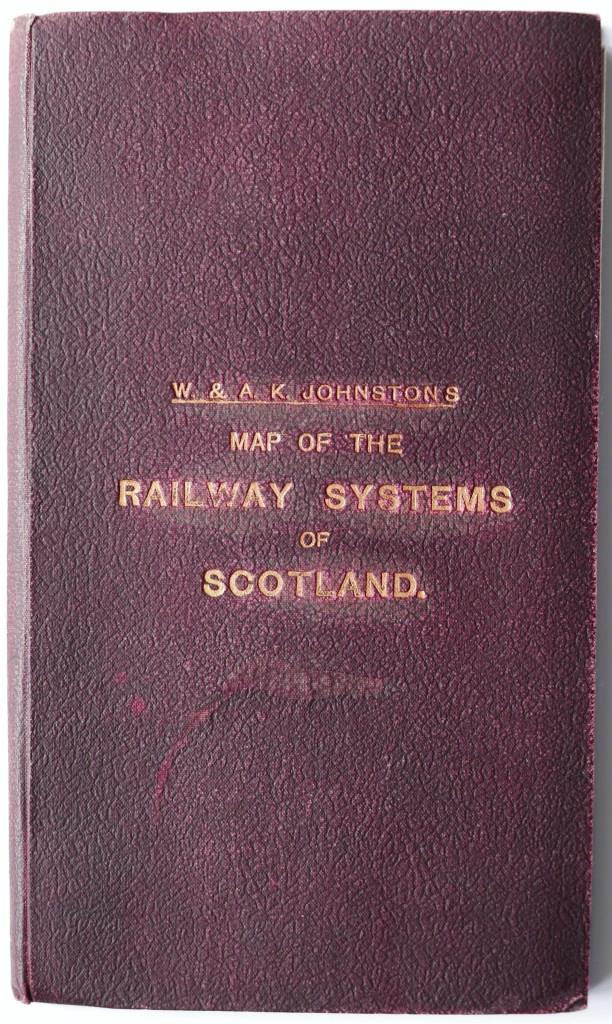 W. & A. K. JOHNSTON'S
MAP OF THE
RAILWAY SYSTEMS
OF
SCOTLAND.